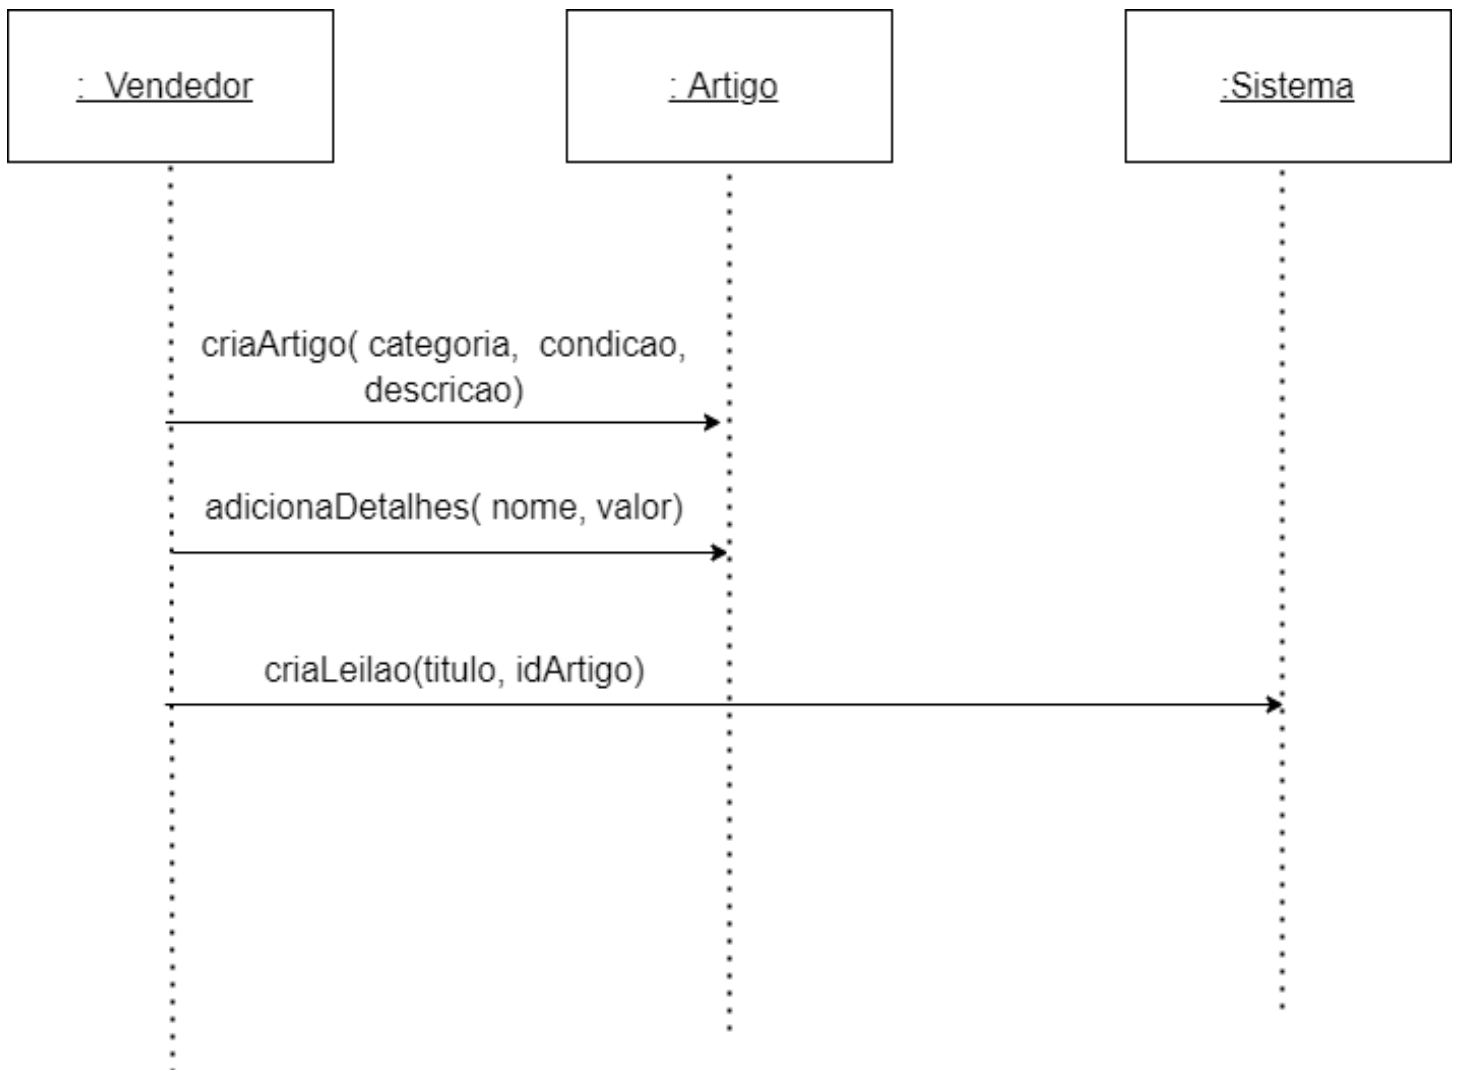 : Vendedor
: Artigo
:Sistema
criaArtigo( categoria, condicao,
descricao)
adicionaDetalhes( nome, valor)
criaLeilao(titulo, idArtigo)